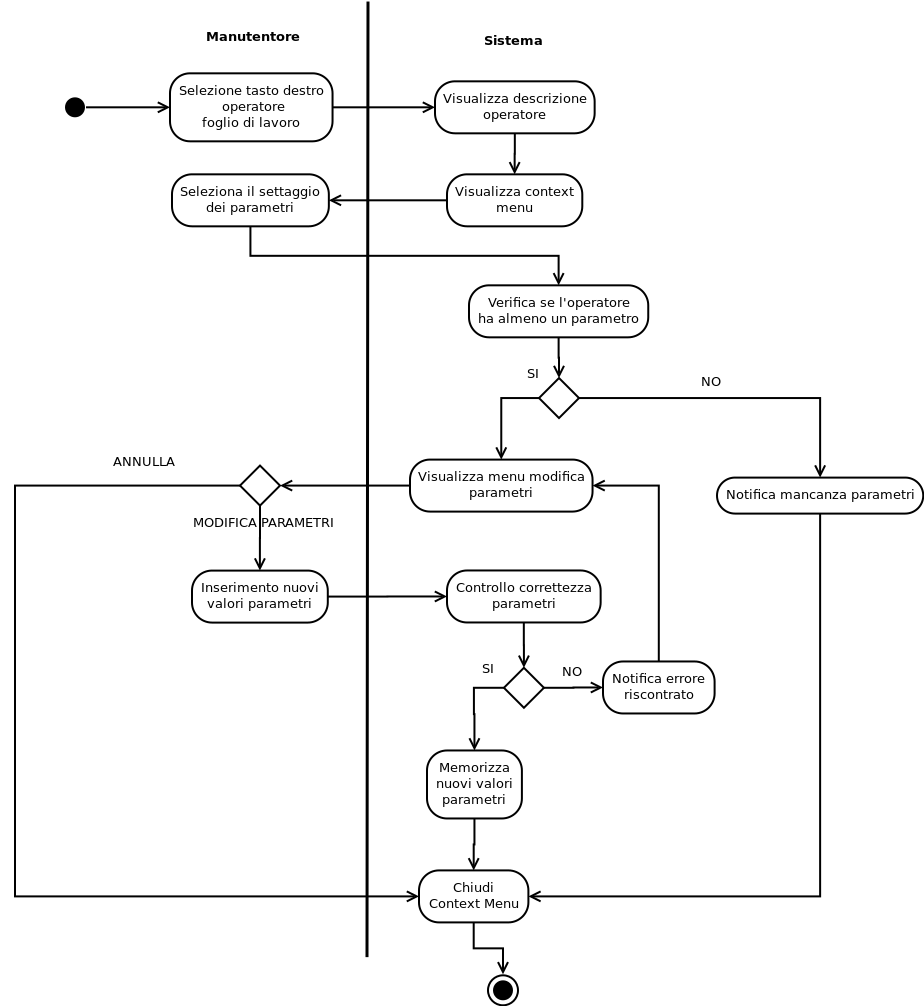 Manutentore
Sistema
Selezione tasto destro
operatore
foglio di lavoro
Visualizza descrizione
operatore
Seleziona il settaggio
dei parametri
Visualizza context
menu
Verifica se l'operatore
ha almeno un parametro
SI
NO
ANNULLA
Visualizza menu modifica
parametri
Notifica mancanza parametri
MODIFICA PARAMETRI
Inserimento nuovi
valori parametri
Controllo correttezza
parametri
SI
NO
Notifica errore
riscontrato
Memorizza
nuovi valori
parametri
Chiudi
Context Menu